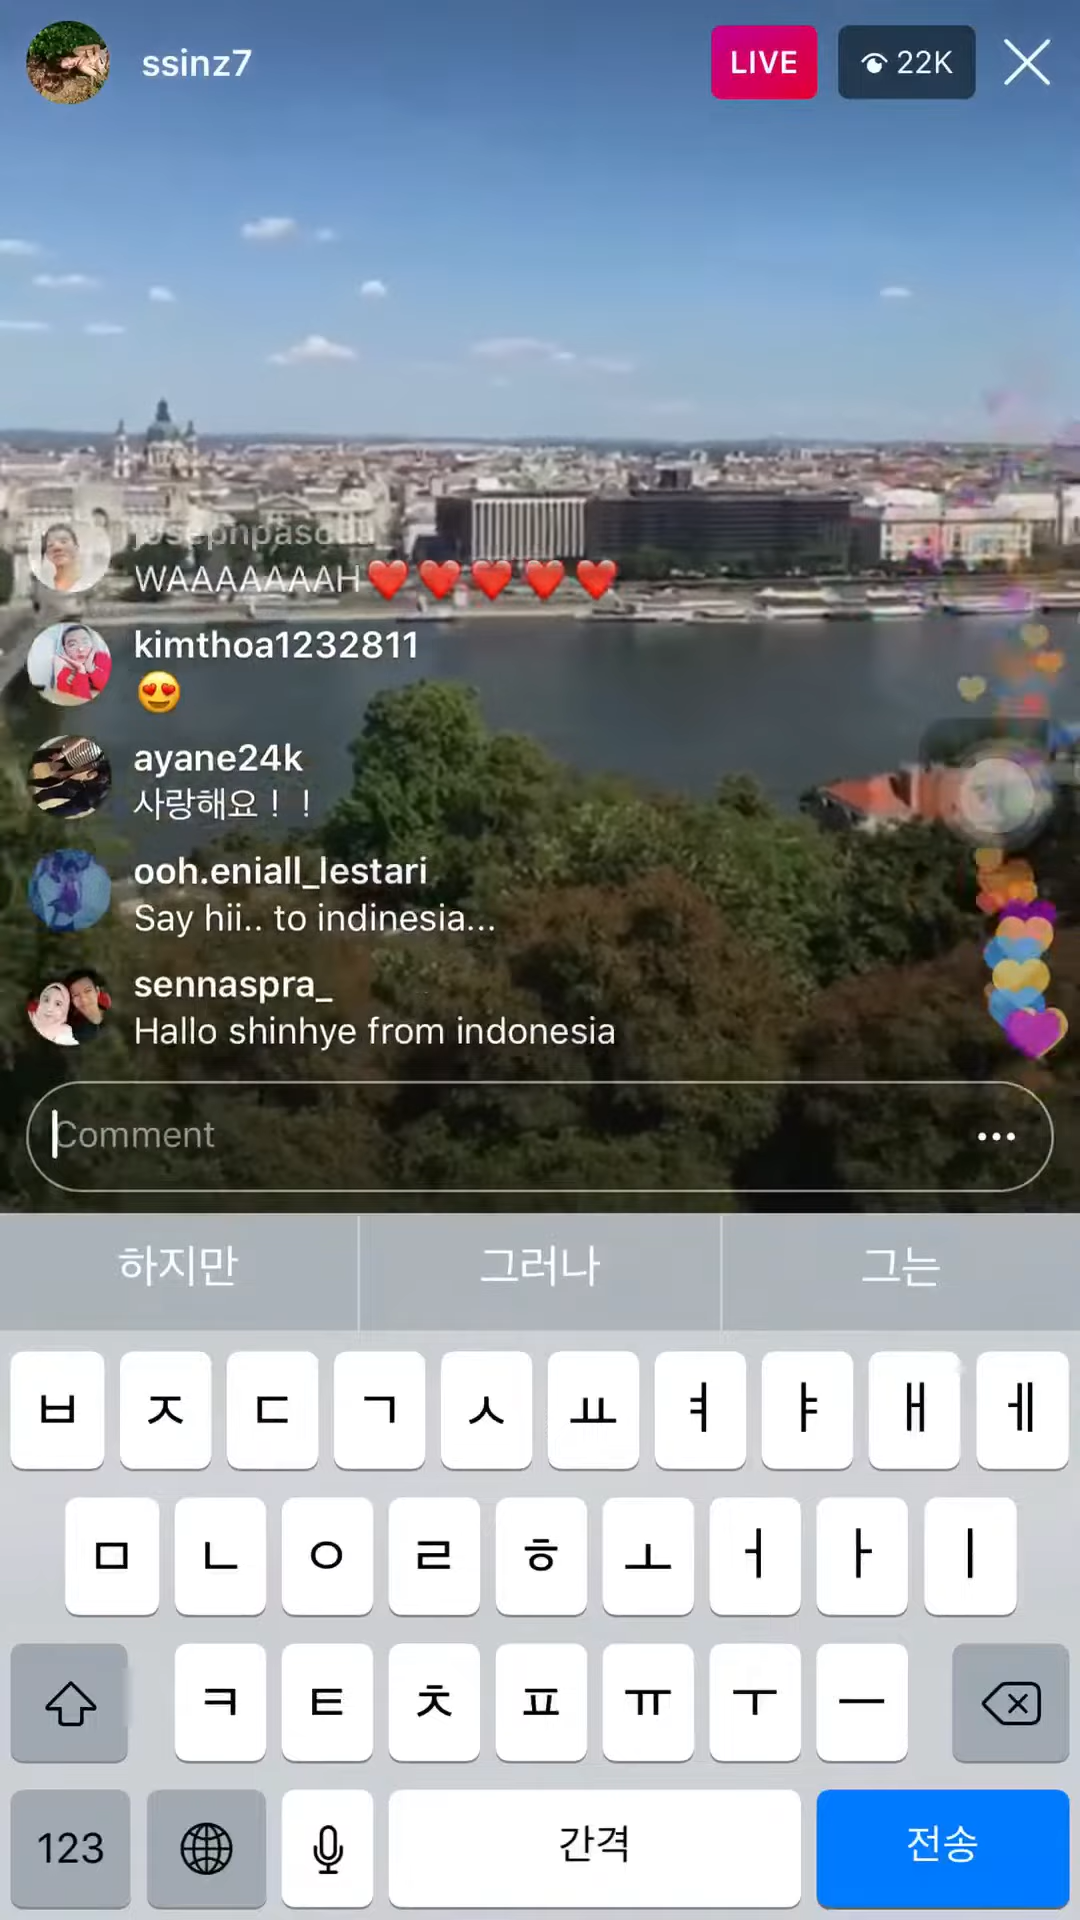 ssinz7
LIVE
22K
WAAAAAAAH❤️❤️❤️❤️❤️
kimthoa1232811
😍
ayane24k
사랑해요！！
ooh.eniall_lestari
Say hii.. to indinesia...
sennaspra_
Hallo shinhye from indonesia
Comment
하지만 그러나 그는
ㅂ ㅈ ㄷ ㄱ ㅅ ㅛ ㅕ ㅑ ㅐ ㅔ
ㅁ ㄴ ㅇ ㄹ ㅎ ㅗ ㅓ ㅏ ㅣ
ㅋ ㅌ ㅊ ㅍ ㅠ ㅜ ㅡ
123 간격 전송